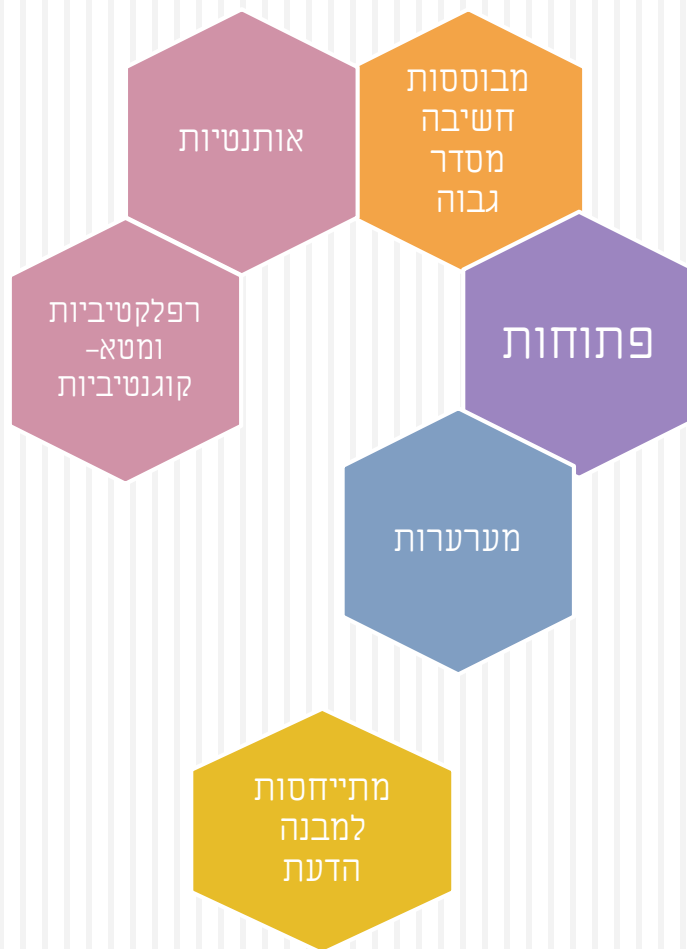 מבוססות
חשיבה
מסדר
גבוה
אותנטיות
פתוחות
רפלקטיביות
ומטא-
קוגנטיביות
מערערות
מתייחסות
למבנה
הדעת